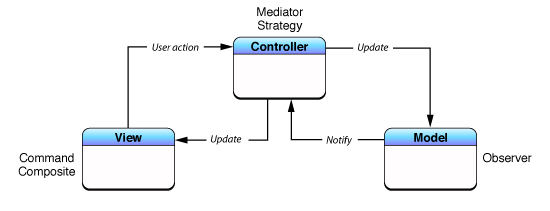 Mediator
Strategy
Controller
User action
Update
Update
Notify
View
Model
Command
Composite
Observer